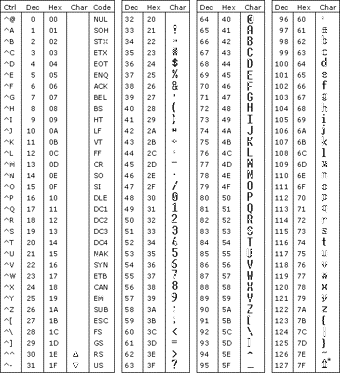 Ctrl Dec Hex Char Code Dec Hex Char Dec Hex Char Dec Hex Char
^@ 0 00 NUL 32 20 64 40 @ 96 60 `
^A 1 01 SOH 33 21 ! 65 41 A 97 61 a
^B 2 02 STX 34 22 " 66 42 B 98 62 b
^C 3 03 ETX 35 23 # 67 43 C 99 63 c
^D 4 04 EOT 36 24 $ 68 44 D 100 64 d
^E 5 05 ENQ 37 25 % 69 45 E 101 65 e
^F 6 06 ACK 38 26 & 70 46 F 102 66 f
^G 7 07 BEL 39 27 ' 71 47 G 103 67 g
^H 8 08 BS 40 28 ( 72 48 H 104 68 h
^I 9 09 HT 41 29 ) 73 49 I 105 69 i
^J 10 0A LF 42 2A * 74 4A J 106 6A j
^K 11 0B VT 43 2B + 75 4B K 107 6B k
^L 12 0C FF 44 2C , 76 4C L 108 6C l
^M 13 0D CR 45 2D - 77 4D M 109 6D m
^N 14 0E SO 46 2E . 78 4E N 110 6E n
^O 15 0F SI 47 2F / 79 4F O 111 6F o
^P 16 10 DLE 48 30 0 80 50 P 112 70 p
^Q 17 11 DC1 49 31 1 81 51 Q 113 71 q
^R 18 12 DC2 50 32 2 82 52 R 114 72 r
^S 19 13 DC3 51 33 3 83 53 S 115 73 s
^T 20 14 DC4 52 34 4 84 54 T 116 74 t
^U 21 15 NAK 53 35 5 85 55 U 117 75 u
^V 22 16 SYN 54 36 6 86 56 V 118 76 v
^W 23 17 ETB 55 37 7 87 57 W 119 77 w
^X 24 18 CAN 56 38 8 88 58 X 120 78 x
^Y 25 19 EM 57 39 9 89 59 Y 121 79 y
^Z 26 1A SUB 58 3A : 90 5A Z 122 7A z
^[ 27 1B ESC 59 3B ; 91 5B [ 123 7B {
^\ 28 1C FS 60 3C < 92 5C \ 124 7C |
^] 29 1D GS 61 3D = 93 5D ] 125 7D }
^^ 30 1E △ RS 62 3E > 94 5E ^ 126 7E ~
^- 31 1F ▽ US 63 3F ? 95 5F _ 127 7F △*